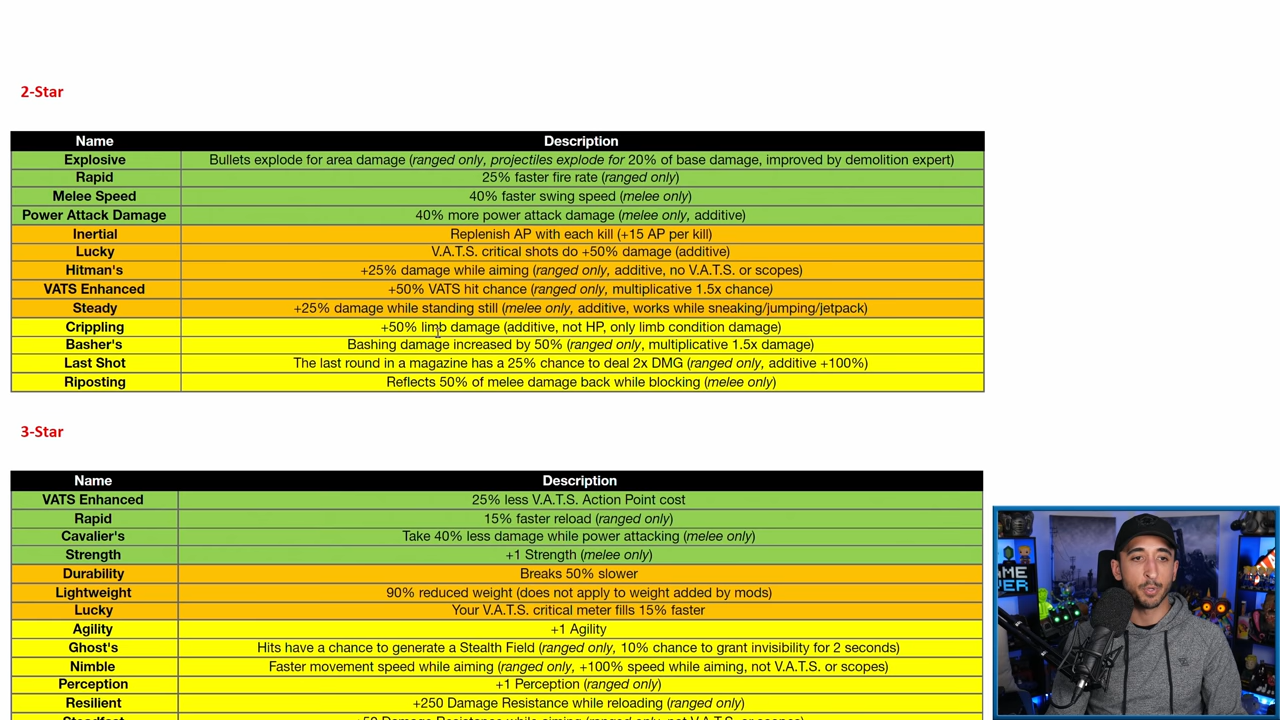 2-Star
Name Description
Explosive Bullets explode for area damage (ranged only, projectiles explode for 20% of base damage, improved by demolition expert)
Rapid 25% faster fire rate (ranged only)
Melee Speed 40% faster swing speed (melee only)
Power Attack Damage 40% more power attack damage (melee only, additive)
Inertial Replenish AP with each kill (+15 AP per kill)
Lucky V.A.T.S. critical shots do +50% damage (additive)
Hitman's +25% damage while aiming (ranged only, additive, no V.A.T.S. or scopes)
VATS Enhanced +50% VATS hit chance (ranged only, multiplicative 1.5x chance)
Steady +25% damage while standing still (melee only, additive, works while sneaking/jumping/jetpack)
Crippling +50% limb damage (additive, not HP, only limb condition damage)
Basher's Bashing damage increased by 50% (ranged only, multiplicative 1.5x damage)
Last Shot The last round in a magazine has a 25% chance to deal 2x DMG (ranged only, additive +100%)
Riposting Reflects 50% of melee damage back while blocking (melee only)
3-Star
Name Description
VATS Enhanced 25% less V.A.T.S. Action Point cost
Rapid 15% faster reload (ranged only)
Cavalier's Take 40% less damage while power attacking (melee only)
Strength +1 Strength (melee only)
Durability Breaks 50% slower
Lightweight 90% reduced weight (does not apply to weight added by mods)
Lucky Your V.A.T.S. critical meter fills 15% faster
Agility +1 Agility
Ghost's Hits have a chance to generate a Stealth Field (ranged only, 10% chance to grant invisibility for 2 seconds)
Nimble Faster movement speed while aiming (ranged only, +100% speed while aiming, not V.A.T.S. or scopes)
Perception +1 Perception (ranged only)
Resilient +250 Damage Resistance while reloading (ranged only)